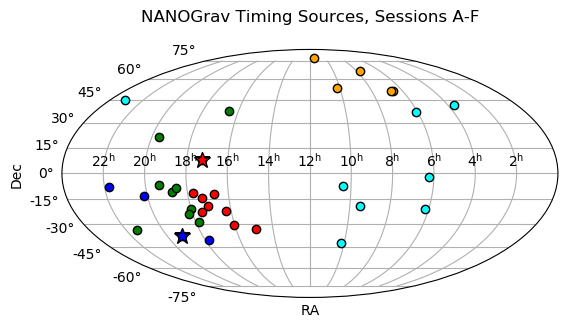 NANOGrav Timing Sources, Sessions A-F
75°
60°
45°
30°
15°
22ʰ 20ʰ 18ʰ 16ʰ 14ʰ 12ʰ 10ʰ 8ʰ 6ʰ 4ʰ 2ʰ
0°
Dec
-15°
-30°
-45°
-60°
-75°
RA